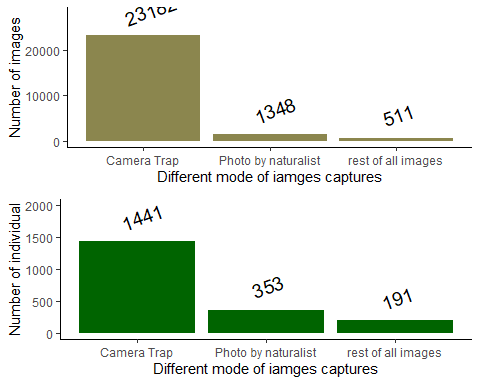 Number of images
20000
10000
0
23182
1348
511
Camera Trap
Photo by naturalist
rest of all images
Different mode of iamges captures
Number of individual
2000
1500
1000
500
0
1441
353
191
Camera Trap
Photo by naturalist
rest of all images
Different mode of iamges captures